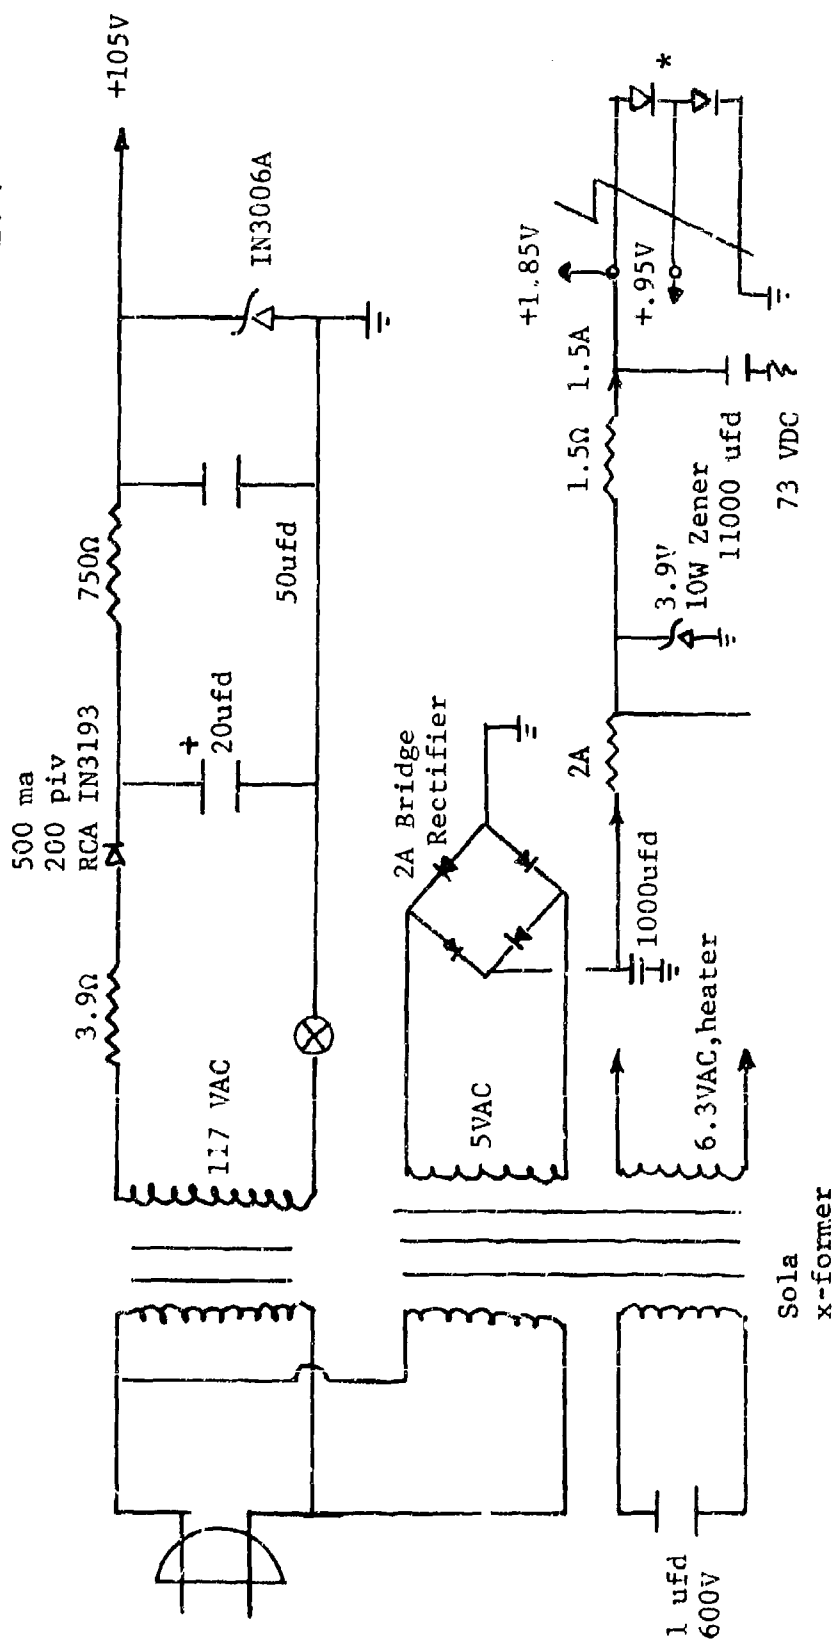 500 ma
200 piv
RCA IN3193
3.9Ω
750Ω
+105V
117 VAC
+
20ufd
50ufd
IN3006A
2A Bridge
Rectifier
5VAC
1000ufd
2A
1.5Ω
1.5A
+1.85V
+.95V
*
3.9V
10W Zener
11000 ufd
73 VDC
6.3VAC,heater
1 ufd
600V
Sola
x-former